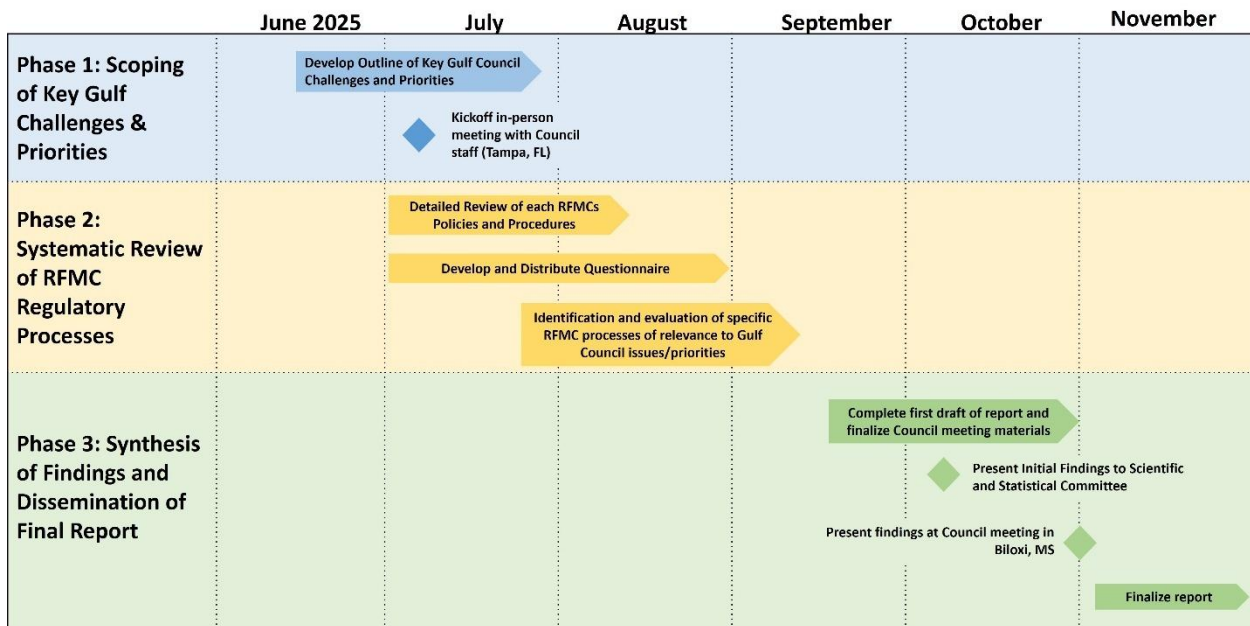 June 2025
July
August
September
October
November
Phase 1: Scoping
of Key Gulf
Challenges &
Priorities
Develop Outline of Key Gulf Council
Challenges and Priorities
Kickoff in-person
meeting with Council
staff (Tampa, FL)
Phase 2:
Systematic Review
of RFMC
Regulatory
Processes
Detailed Review of each RFMCs
Policies and Procedures
Develop and Distribute Questionnaire
Identification and evaluation of specific
RFMC processes of relevance to Gulf
Council issues/priorities
Phase 3: Synthesis
of Findings and
Dissemination of
Final Report
Complete first draft of report and
finalize Council meeting materials
Present Initial Findings to Scientific
and Statistical Committee
Present findings at Council meeting in
Biloxi, MS
Finalize report